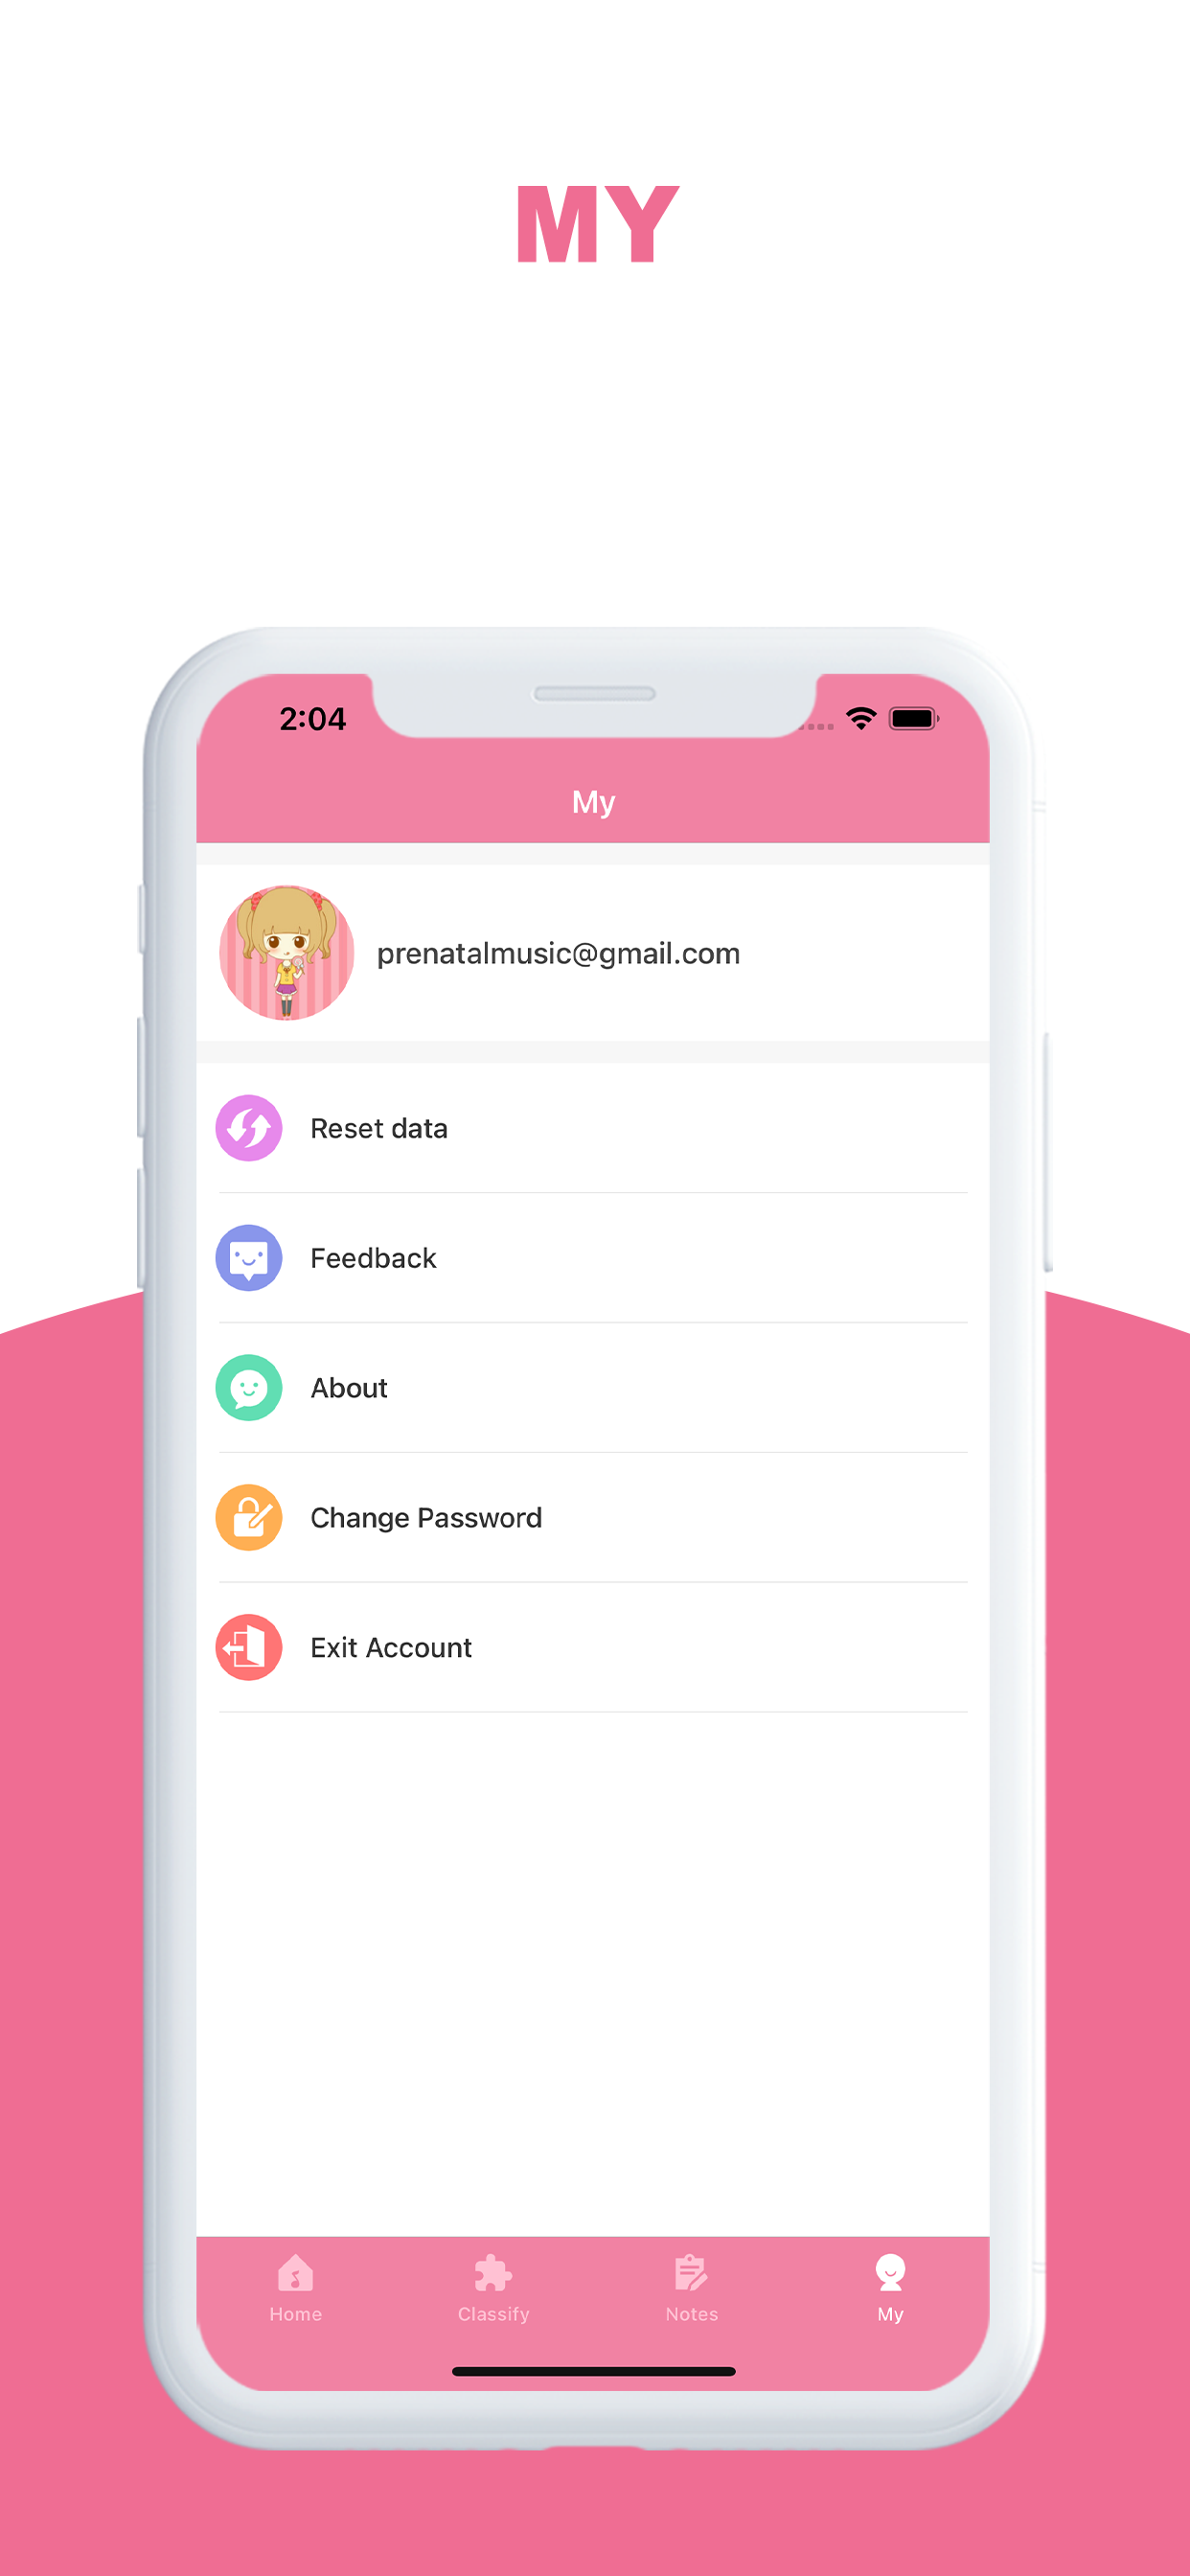 MY
2:04
My
prenatalmusic@gmail.com
Reset data
Feedback
About
Change Password
Exit Account
Home
Classify
Notes
My